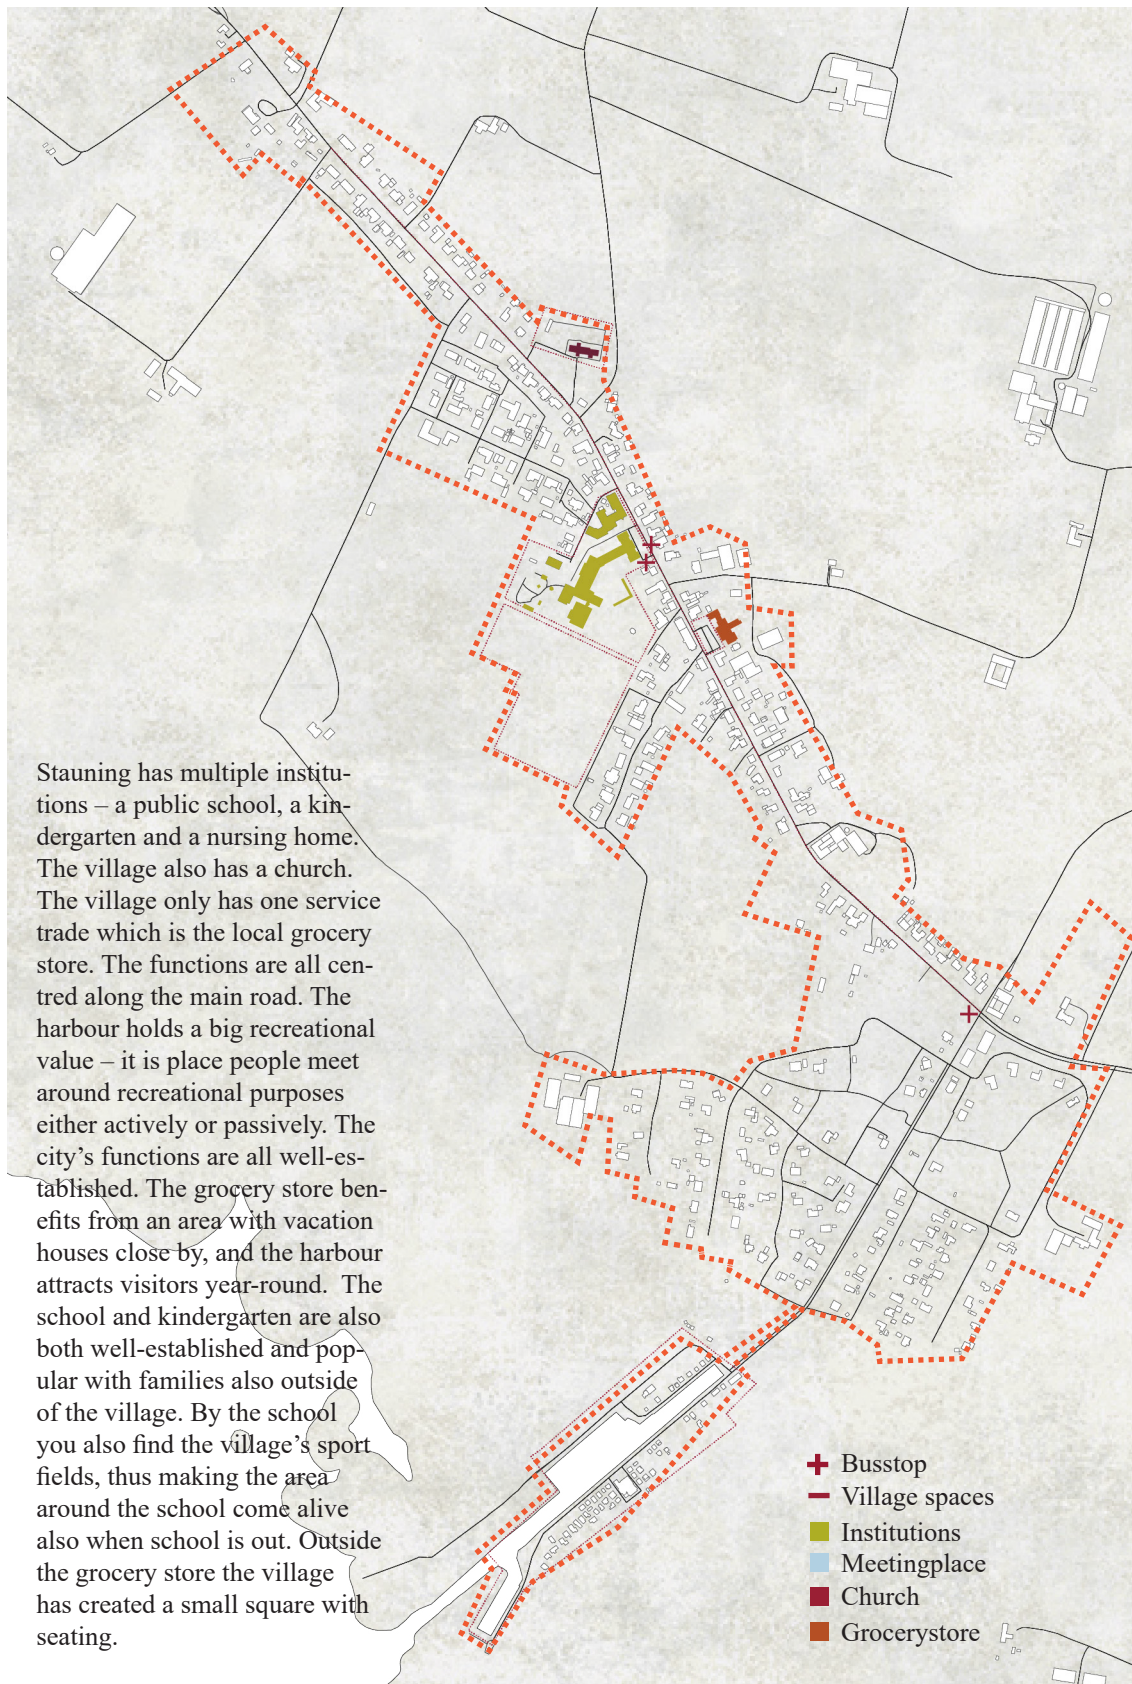 Stauning has multiple institu-
tions – a public school, a kin-
dergarten and a nursing home.
The village also has a church.
The village only has one service
trade which is the local grocery
store. The functions are all cen-
tred along the main road. The
harbour holds a big recreational
value – it is place people meet
around recreational purposes
either actively or passively. The
city’s functions are all well-es-
tablished. The grocery store ben-
efits from an area with vacation
houses close by, and the harbour
attracts visitors year-round.  The
school and kindergarten are also
both well-established and pop-
ular with families also outside
of the village. By the school
you also find the village’s sport
fields, thus making the area
around the school come alive
also when school is out. Outside
the grocery store the village
has created a small square with
seating.
Busstop
Village spaces
Institutions
Meetingplace
Church
Grocerystore